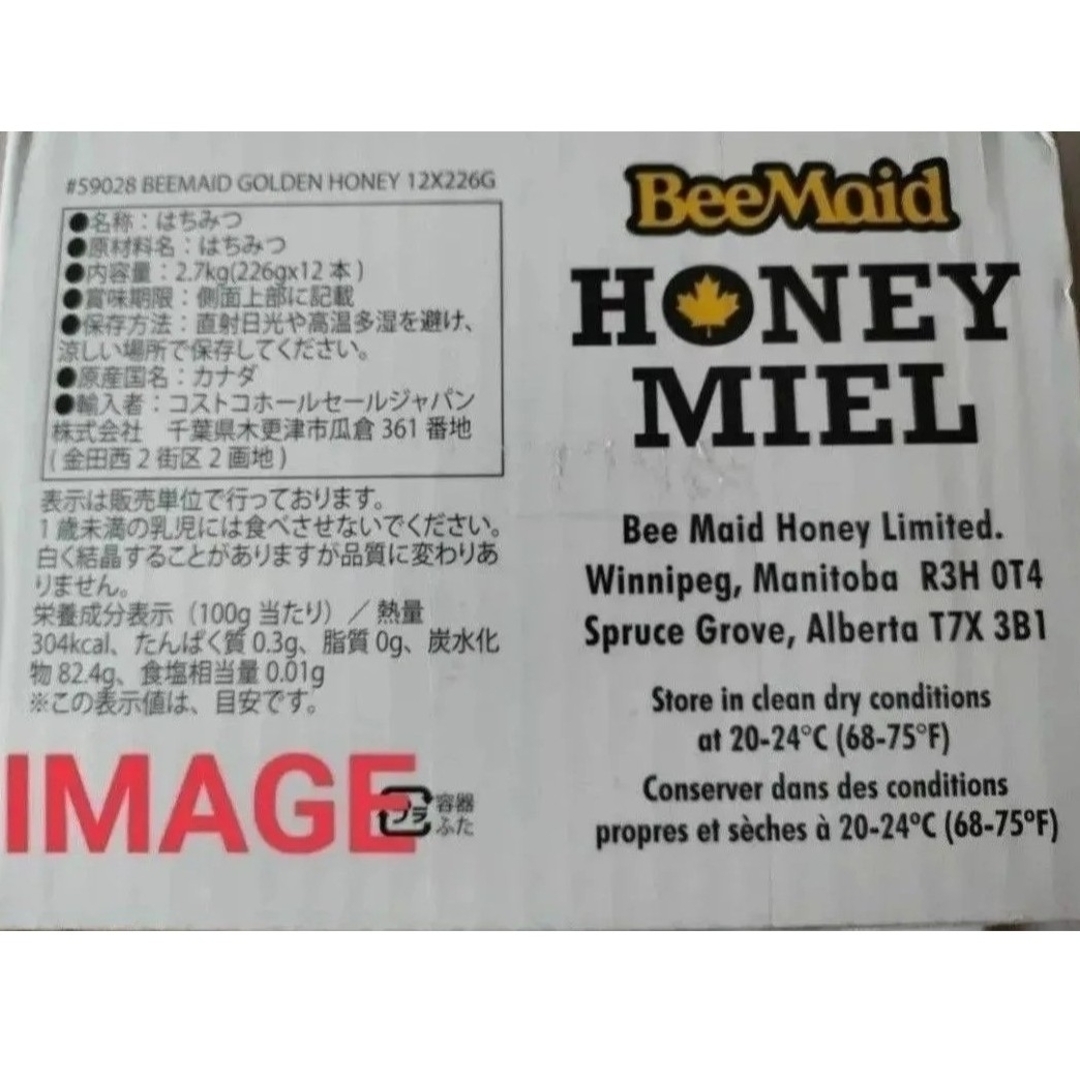 #59028 BEEMAID GOLDEN HONEY 12X226G
●名称：はちみつ
●原材料名：はちみつ
●内容量：2.7kg(226gx12 本)
●賞味期限：側面上部に記載
●保存方法：直射日光や高温多湿を避け、
涼しい場所で保存してください。
●原産国名：カナダ
●輸入者：コストコホールセールジャパン
株式会社　千葉県木更津市瓜倉 361 番地
(金田西 2 街区 2 画地)
表示は販売単位で行っております。
1 歳未満の乳児には食べさせないでください。
白く結晶することがありますが品質に変わりあ
りません。
栄養成分表示（100g 当たり）／ 熱量
304kcal、たんぱく質 0.3g、脂質 0g、炭水化
物 82.4g、食塩相当量 0.01g
※この表示値は、目安です。
IMAGE
プラ
容器
ふた
BeeMaid
HONEY
MIEL
Bee Maid Honey Limited.
Winnipeg, Manitoba R3H 0T4
Spruce Grove, Alberta T7X 3B1
Store in clean dry conditions
at 20-24°C (68-75°F)
Conserver dans des conditions
propres et sèches à 20-24°C (68-75°F)